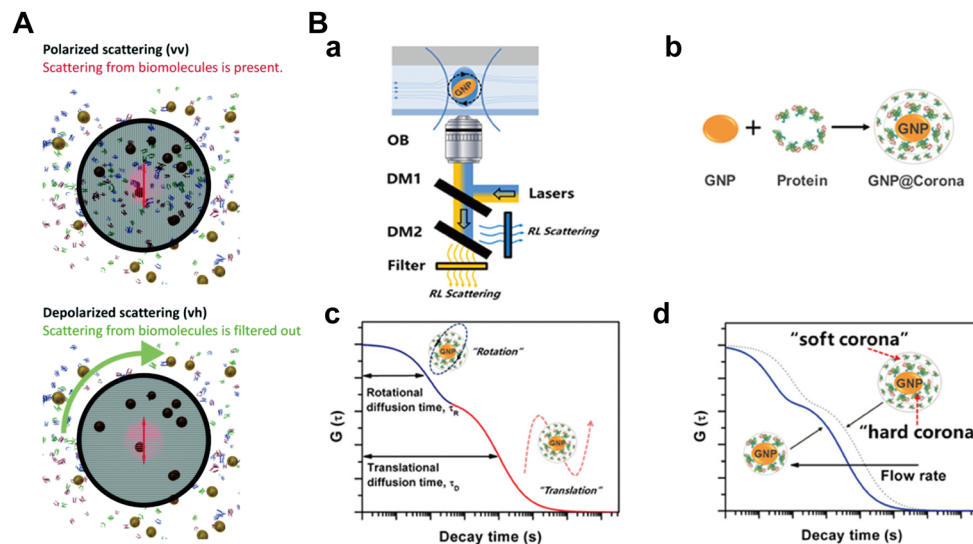 A
Polarized scattering (vv)
Scattering from biomolecules is present.
Depolarized scattering (vh)
Scattering from biomolecules is filtered out
B
a
GNP
OB
DM1
Lasers
DM2
RL Scattering
Filter
RL Scattering
b
GNP
+
GNP
Protein
GNP@Corona
c
G (τ)
GNP
"Rotation"
Rotational
diffusion time, τR
Translational
diffusion time, τD
GNP
"Translation"
Decay time (s)
d
G (τ)
"soft corona"
GNP
"hard corona"
GNP
Flow rate
Decay time (s)